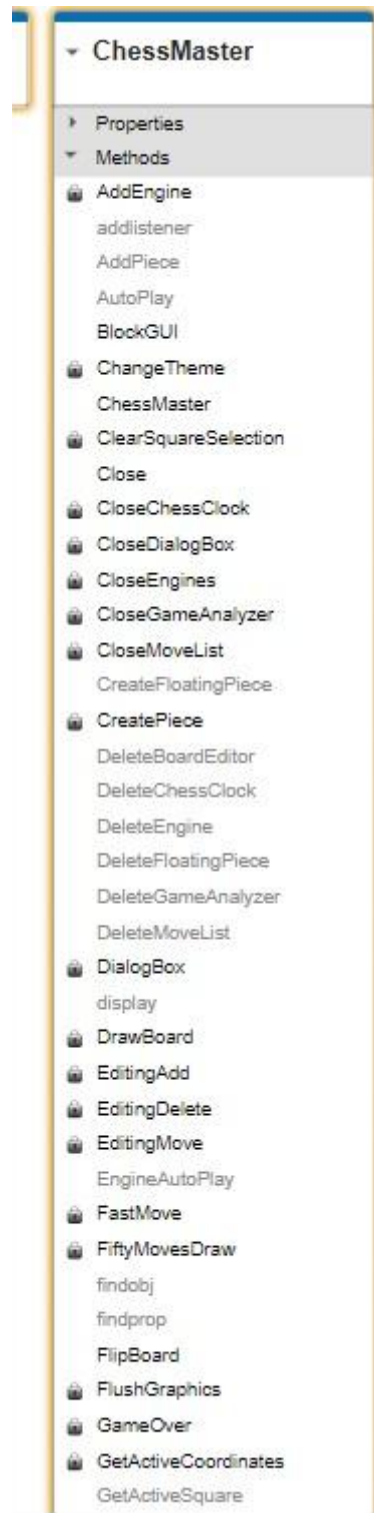 ChessMaster
Properties
Methods
AddEngine
addlistener
AddPiece
AutoPlay
BlockGUI
ChangeTheme
ChessMaster
ClearSquareSelection
Close
CloseChessClock
CloseDialogBox
CloseEngines
CloseGameAnalyzer
CloseMoveList
CreateFloatingPiece
CreatePiece
DeleteBoardEditor
DeleteChessClock
DeleteEngine
DeleteFloatingPiece
DeleteGameAnalyzer
DeleteMoveList
DialogBox
display
DrawBoard
EditingAdd
EditingDelete
EditingMove
EngineAutoPlay
FastMove
FiftyMovesDraw
findobj
findprop
FlipBoard
FlushGraphics
GameOver
GetActiveCoordinates
GetActiveSquare